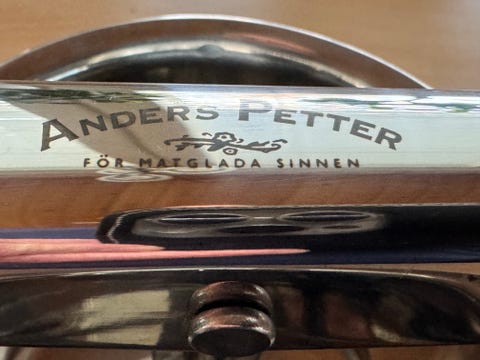 ANDERS PETTER
FÖR MATGLADA SINNEN